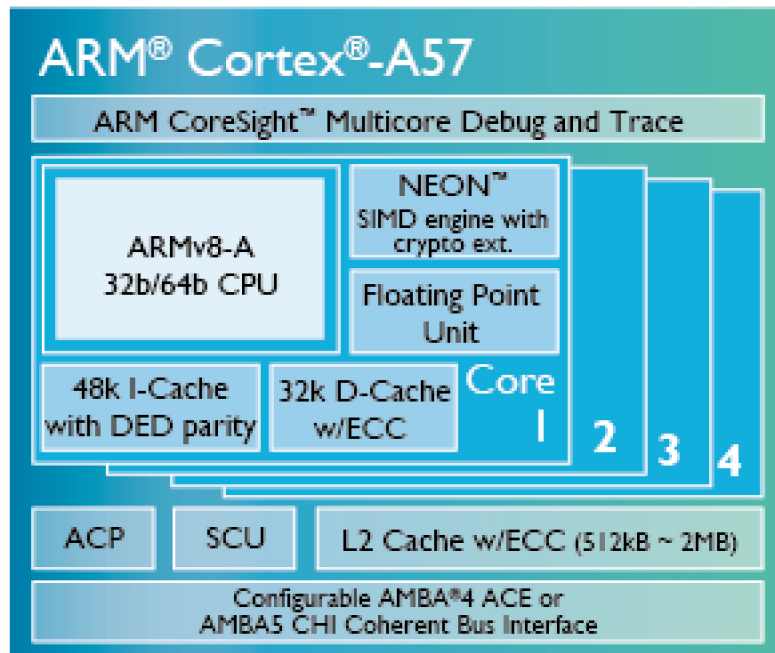 ARM® Cortex®-A57
ARM CoreSight™ Multicore Debug and Trace
ARMv8-A
32b/64b CPU
NEON™
SIMD engine with
crypto ext.
Floating Point
Unit
48k I-Cache
with DED parity
32k D-Cache
w/ECC
Core
1
2
3
4
ACP
SCU
L2 Cache w/ECC (512kB ~ 2MB)
Configurable AMBA®4 ACE or
AMBA5 CHI Coherent Bus Interface